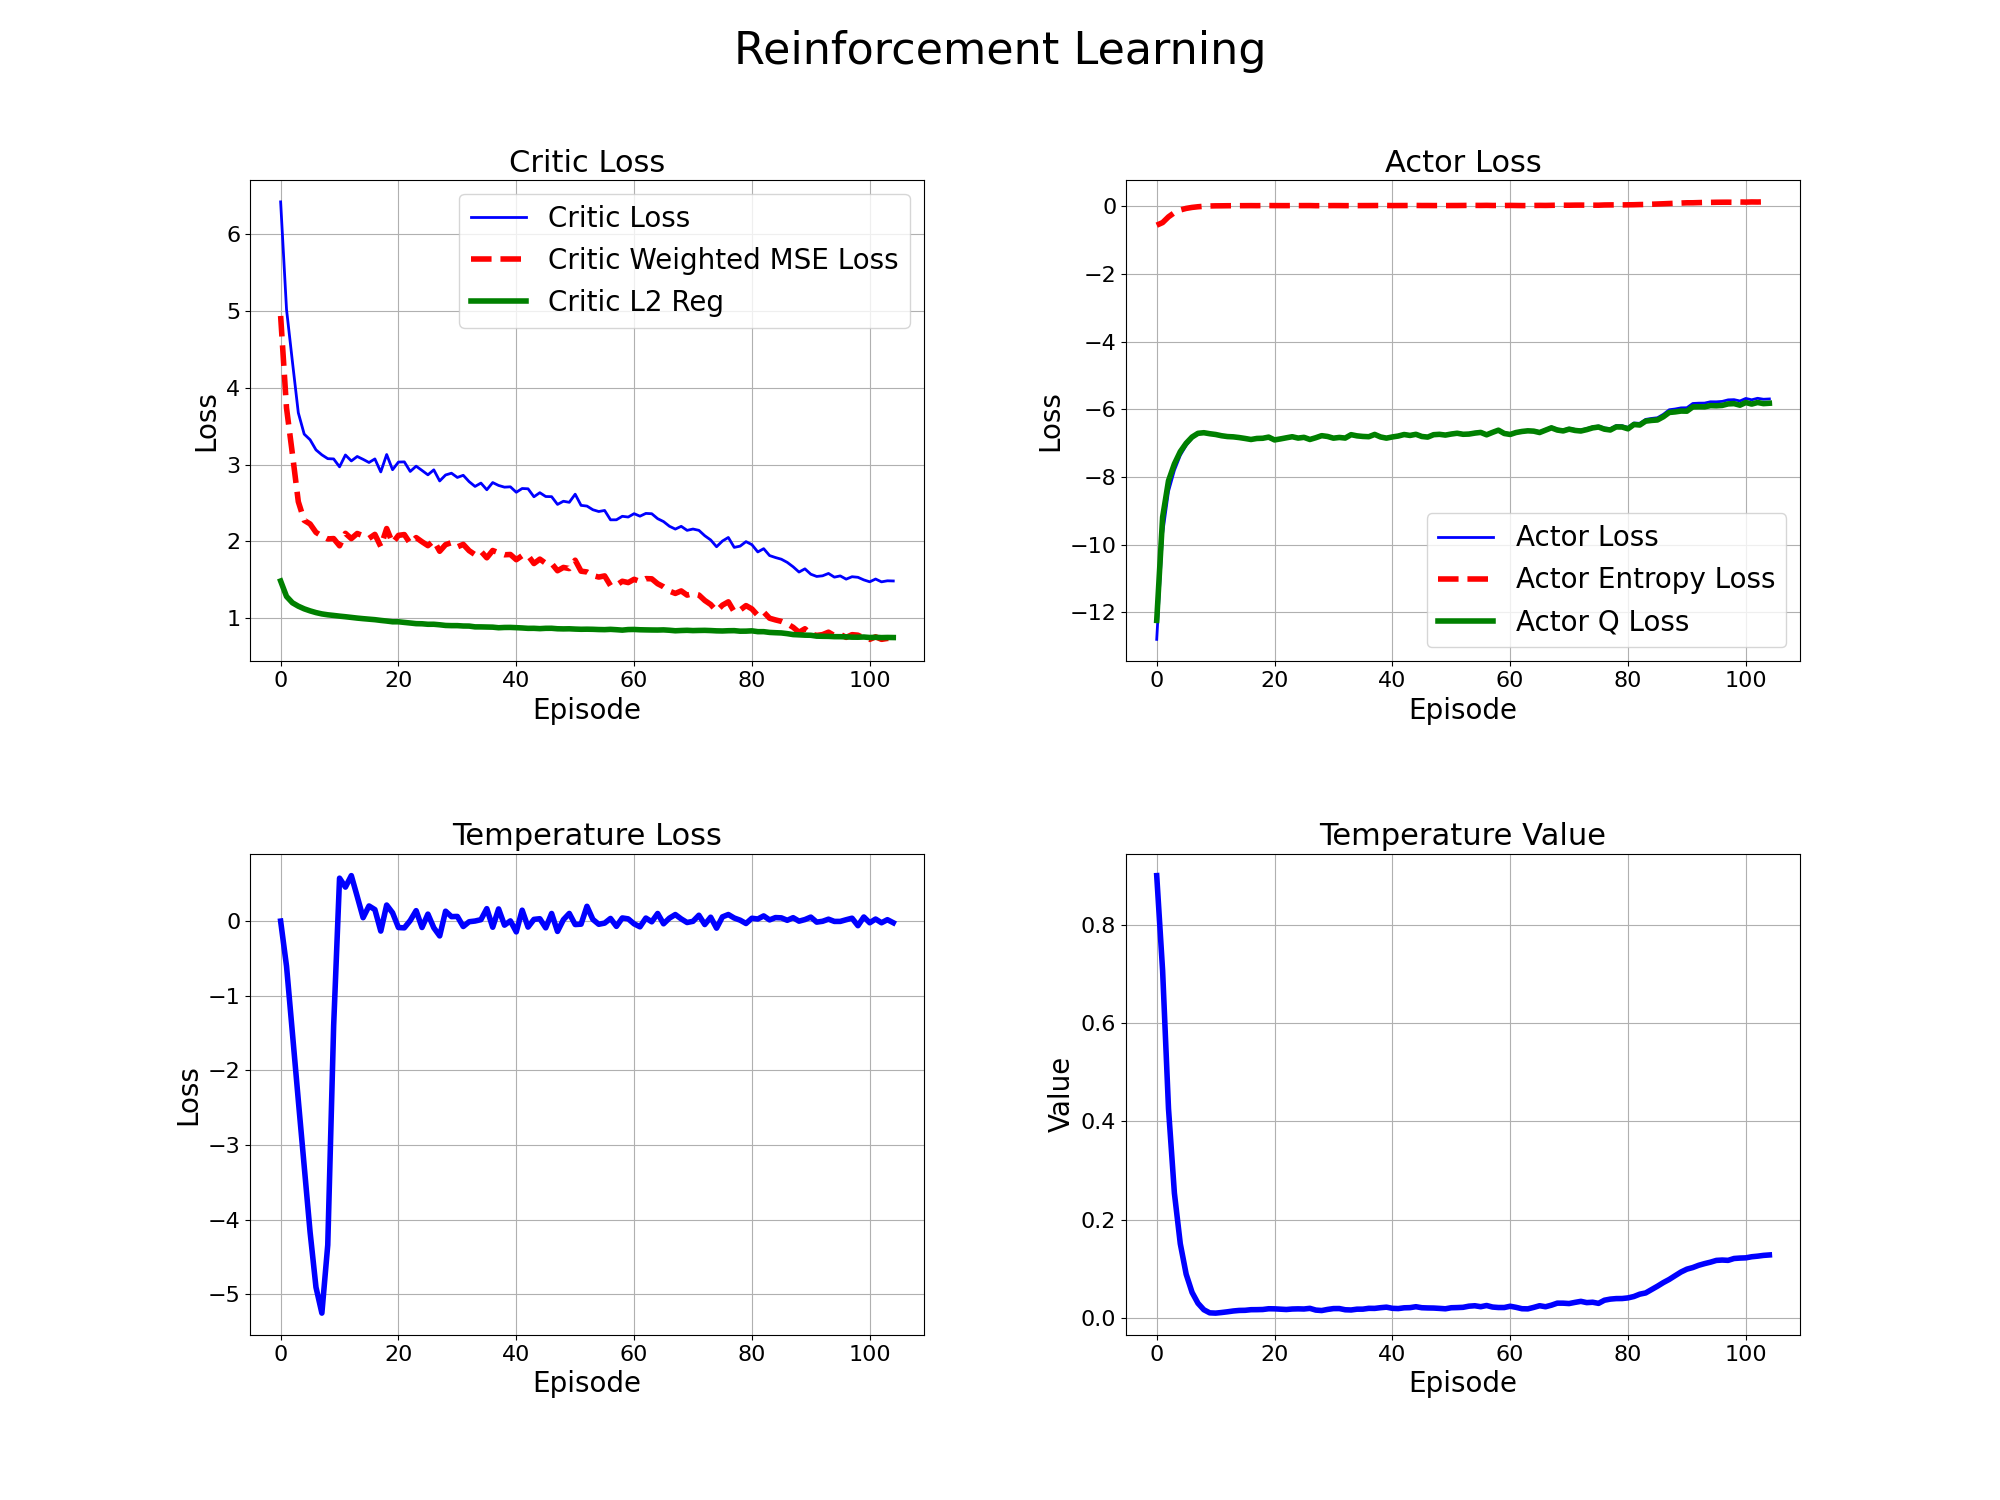 Reinforcement Learning
Critic Loss
Loss
6
5
4
3
2
1
Critic Loss
Critic Weighted MSE Loss
Critic L2 Reg
0 20 40 60 80 100
Episode
Actor Loss
Loss
0
−2
−4
−6
−8
−10
−12
Actor Loss
Actor Entropy Loss
Actor Q Loss
0 20 40 60 80 100
Episode
Temperature Loss
Loss
0
−1
−2
−3
−4
−5
0 20 40 60 80 100
Episode
Temperature Value
Value
0.8
0.6
0.4
0.2
0.0
0 20 40 60 80 100
Episode